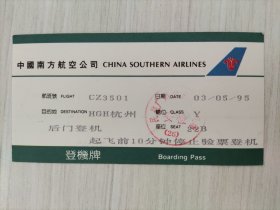 中國南方航空公司 CHINA SOUTHERN AIRLINES
航班號 FLIGHT CZ3501 日期 DATE 03/05/95
目的地 DESTINATION HGH杭州 艙位 CLASS Y
后门登机 座位 SEAT 22B
起飞前10分钟停止验票登机
登機牌 Boarding Pass